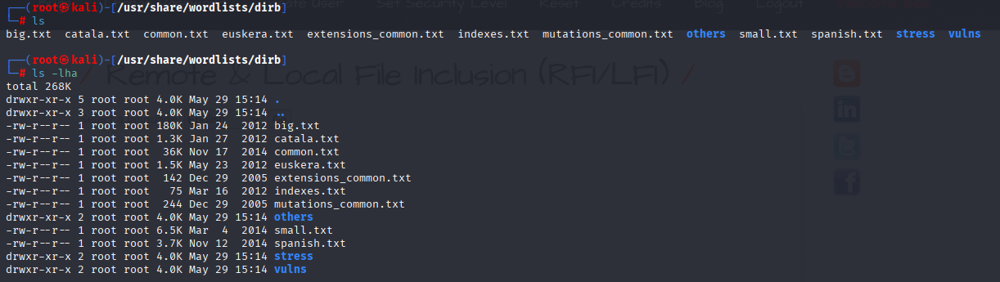 ate User Set Security Level Reset Credits Blog Logout
┌──(root㉿kali)-[/usr/share/wordlists/dirb]
└─# ls
big.txt  catala.txt  common.txt  euskera.txt  extensions_common.txt  indexes.txt  mutations_common.txt  others  small.txt  spanish.txt  stress  vulns
┌──(root㉿kali)-[/usr/share/wordlists/dirb]
/ Remote & Local File Inclusion (RFI/LFI) /
└─# ls -lha
total 268K
drwxr-xr-x 5 root root 4.0K May 29 15:14 .
drwxr-xr-x 3 root root 4.0K May 29 15:14 ..
-rw-r--r-- 1 root root 180K Jan 24  2012 big.txt
-rw-r--r-- 1 root root 1.3K Jan 27  2012 catala.txt
-rw-r--r-- 1 root root  36K Nov 17  2014 common.txt
-rw-r--r-- 1 root root 1.5K May 23  2012 euskera.txt
-rw-r--r-- 1 root root  142 Dec 29  2005 extensions_common.txt
-rw-r--r-- 1 root root   75 Mar 16  2012 indexes.txt
-rw-r--r-- 1 root root  244 Dec 29  2005 mutations_common.txt
drwxr-xr-x 2 root root 4.0K May 29 15:14 others
-rw-r--r-- 1 root root 6.5K Mar  4  2014 small.txt
-rw-r--r-- 1 root root 3.7K Nov 12  2014 spanish.txt
drwxr-xr-x 2 root root 4.0K May 29 15:14 stress
drwxr-xr-x 2 root root 4.0K May 29 15:14 vulns